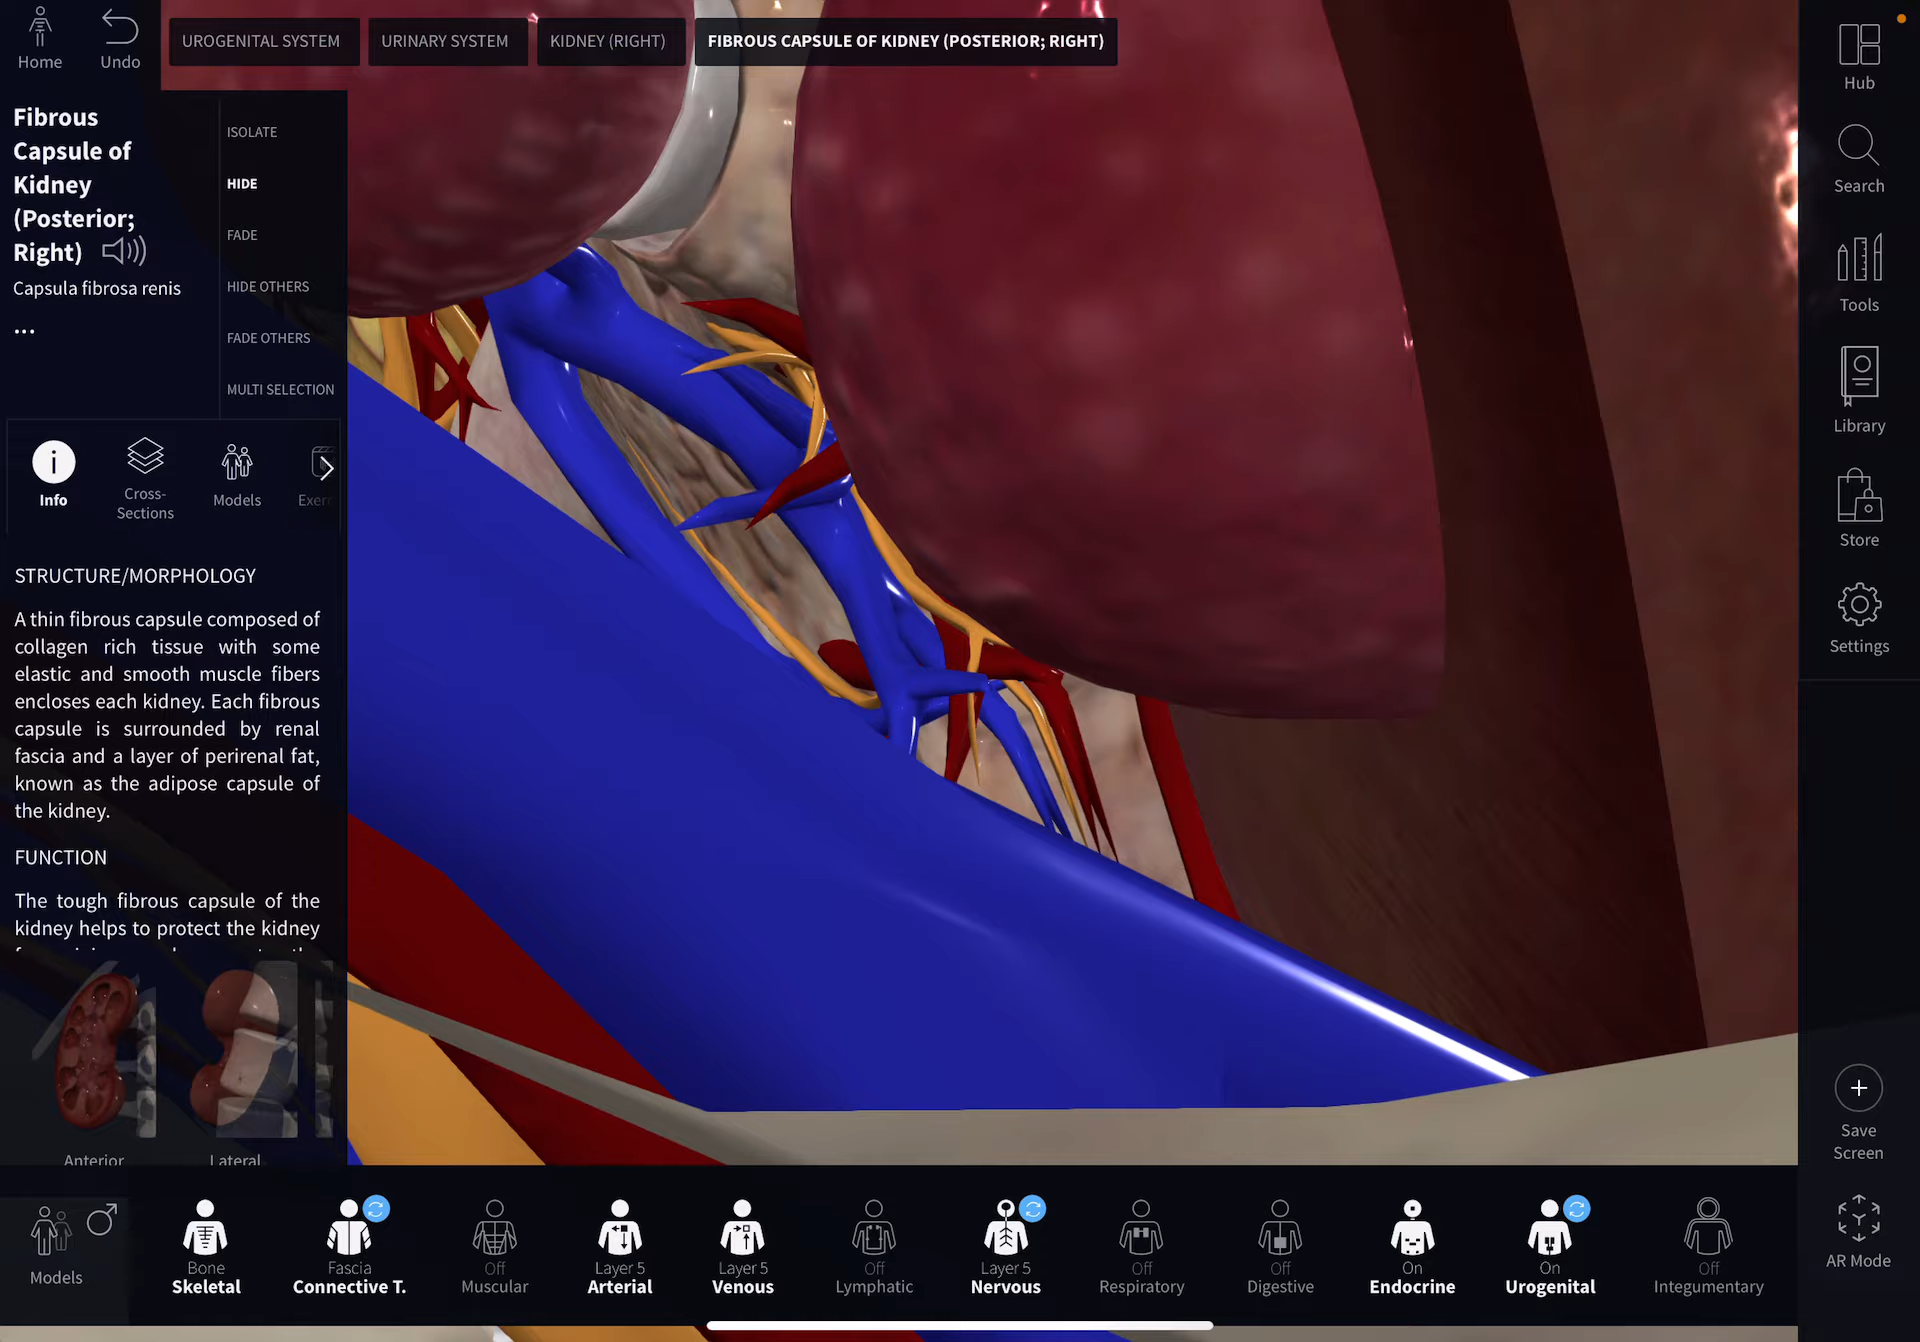 Home
Undo
UROGENITAL SYSTEM
URINARY SYSTEM
KIDNEY (RIGHT)
FIBROUS CAPSULE OF KIDNEY (POSTERIOR; RIGHT)
Fibrous
Capsule of
Kidney
(Posterior;
Right)
Capsula fibrosa renis
...
ISOLATE
HIDE
FADE
HIDE OTHERS
FADE OTHERS
MULTI SELECTION
Info
Cross-
Sections
Models
Exer
STRUCTURE/MORPHOLOGY
A thin fibrous capsule composed of
collagen rich tissue with some
elastic and smooth muscle fibers
encloses each kidney. Each fibrous
capsule is surrounded by renal
fascia and a layer of perirenal fat,
known as the adipose capsule of
the kidney.
FUNCTION
The tough fibrous capsule of the
kidney helps to protect the kidney
Anterior
Lateral
Hub
Search
Tools
Library
Store
Settings
Save
Screen
AR Mode
Models
Bone
Skeletal
Fascia
Connective T.
Off
Muscular
Layer 5
Arterial
Layer 5
Venous
Off
Lymphatic
Layer 5
Nervous
Off
Respiratory
Off
Digestive
On
Endocrine
On
Urogenital
Off
Integumentary